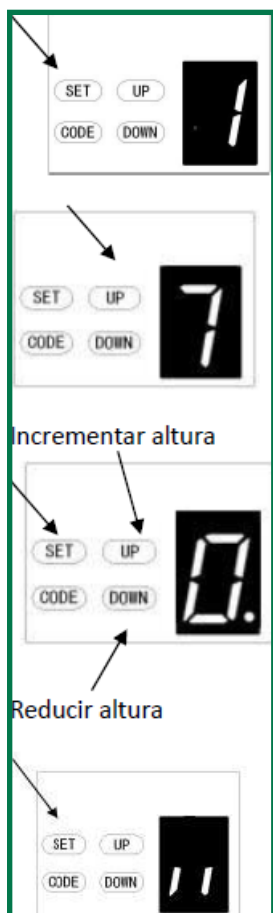 SET UP
1
CODE DOWN
7
SET UP
CODE DOWN
Incrementar altura
SET UP
0.
CODE DOWN
Reducir altura
SET UP
CODE DOWN